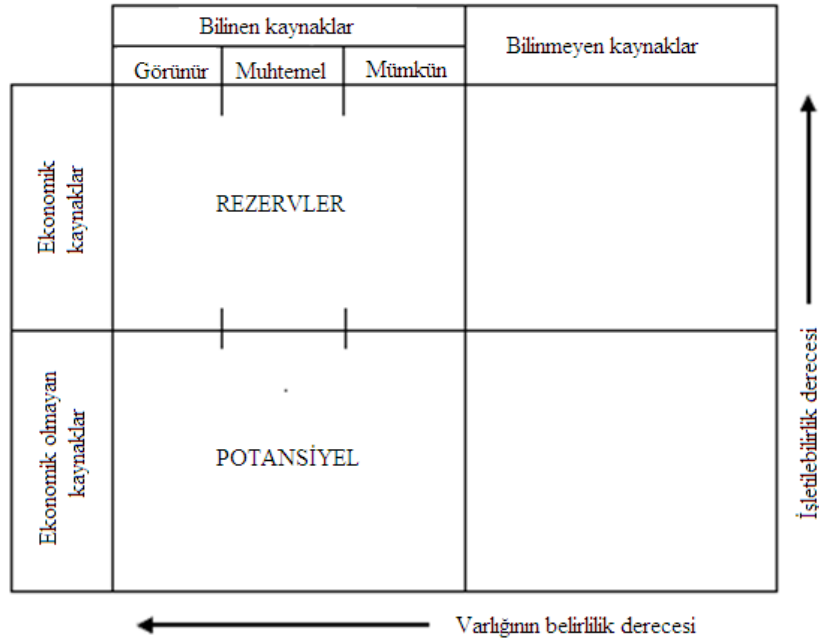 Bilinen kaynaklar
Bilinmeyen kaynaklar
Görünür
Muhtemel
Mümkün
Ekonomik
kaynaklar
REZERVLER
Ekonomik olmayan
kaynaklar
POTANSİYEL
İşletilebilirlik derecesi
Varlığının belirlilik derecesi